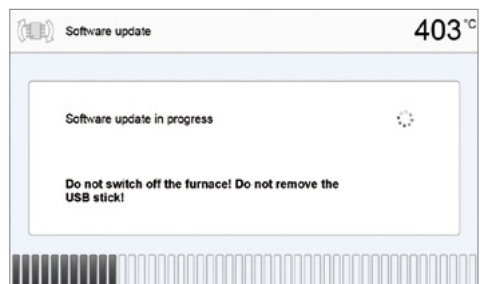 Software update
403 °C
Software update in progress
Do not switch off the furnace! Do not remove the
USB stick!